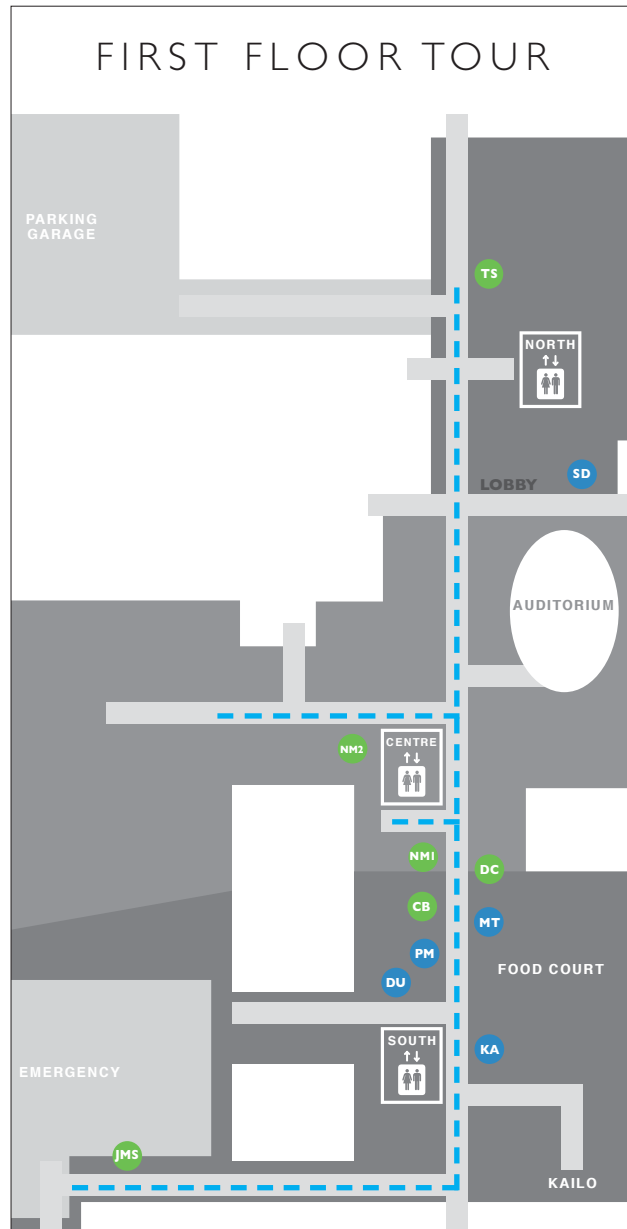 FIRST FLOOR TOUR
PARKING
GARAGE
TS
NORTH
SD
LOBBY
AUDITORIUM
NM2
CENTRE
NM1
DC
CB
MT
PM
FOOD COURT
DU
SOUTH
KA
EMERGENCY
JMS
KAILO